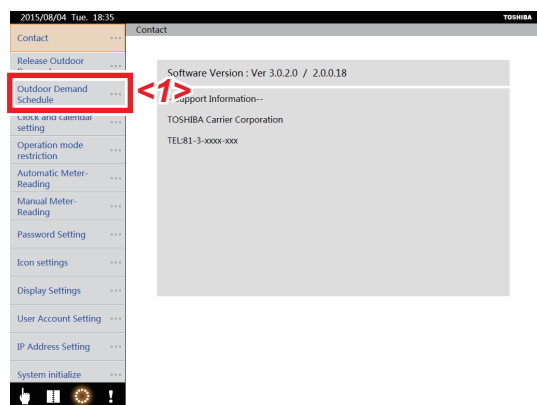 2015/08/04 Tue. 18:35
TOSHIBA
Contact
Contact
Release Outdoor
Outdoor Demand
Schedule
<1>
Clock and calendar
setting
Operation mode
restriction
Automatic Meter-
Reading
Manual Meter-
Reading
Password Setting
Icon settings
Display Settings
User Account Setting
IP Address Setting
System initialize
Software Version : Ver 3.0.2.0 / 2.0.0.18
--Support Information--
TOSHIBA Carrier Corporation
TEL:81-3-xxxx-xxx